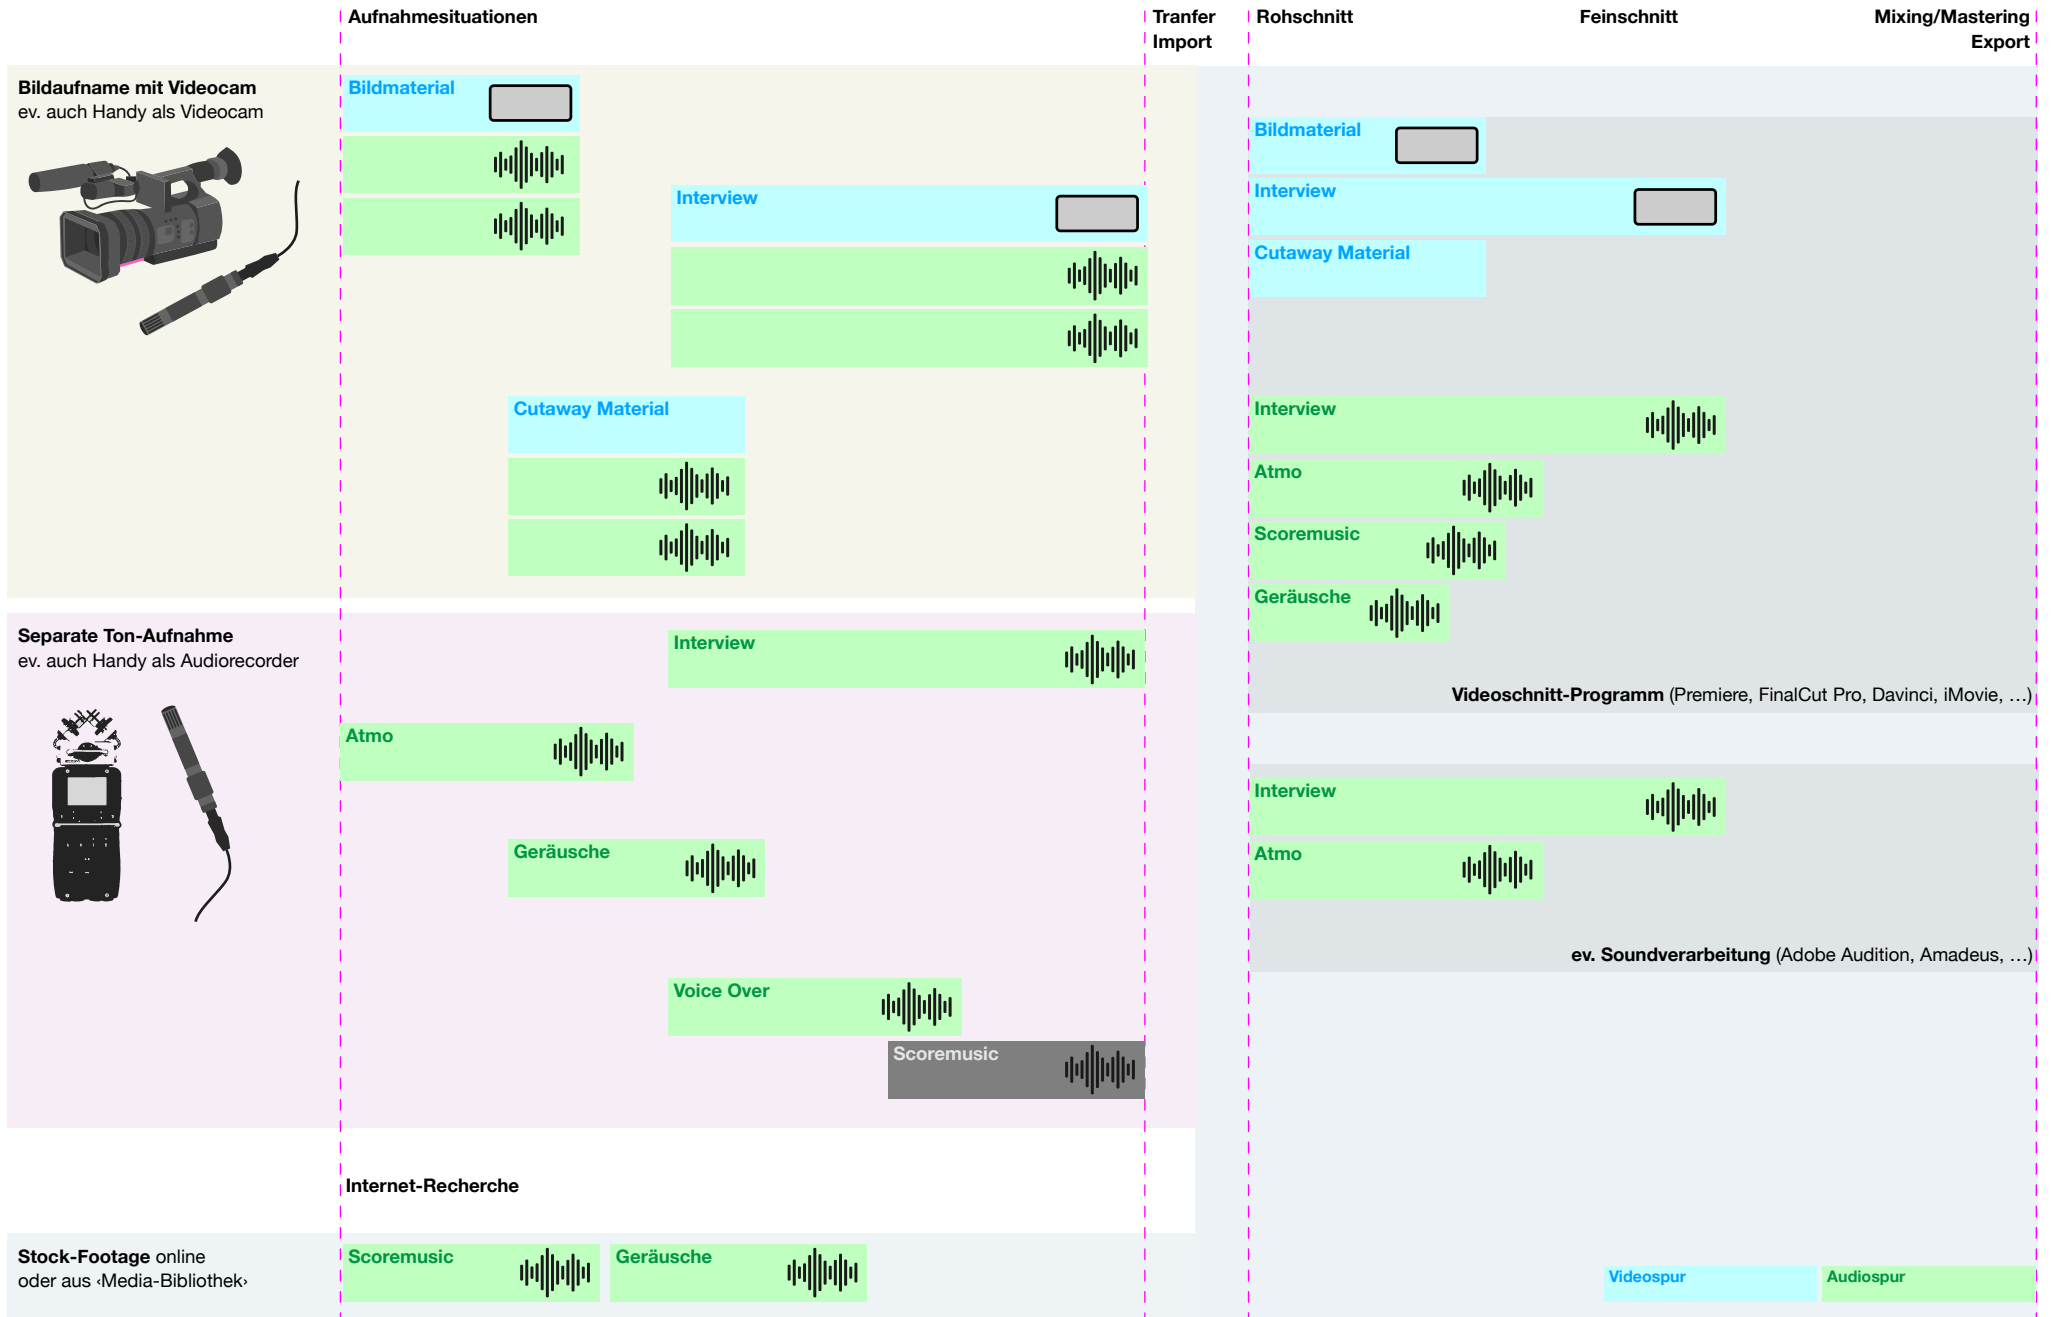 Aufnahmesituationen
Tranfer
Import
Rohschnitt
Feinschnitt
Mixing/Mastering
Export
Bildaufname mit Videocam
ev. auch Handy als Videocam
Bildmaterial
Interview
Cutaway Material
Bildmaterial
Interview
Cutaway Material
Interview
Atmo
Scoremusic
Geräusche
Videoschnitt-Programm (Premiere, FinalCut Pro, Davinci, iMovie, …)
Separate Ton-Aufnahme
ev. auch Handy als Audiorecorder
Interview
Atmo
Geräusche
Voice Over
Scoremusic
Interview
Atmo
ev. Soundverarbeitung (Adobe Audition, Amadeus, …)
Internet-Recherche
Stock-Footage online
oder aus ‹Media-Bibliothek›
Scoremusic
Geräusche
Videospur
Audiospur